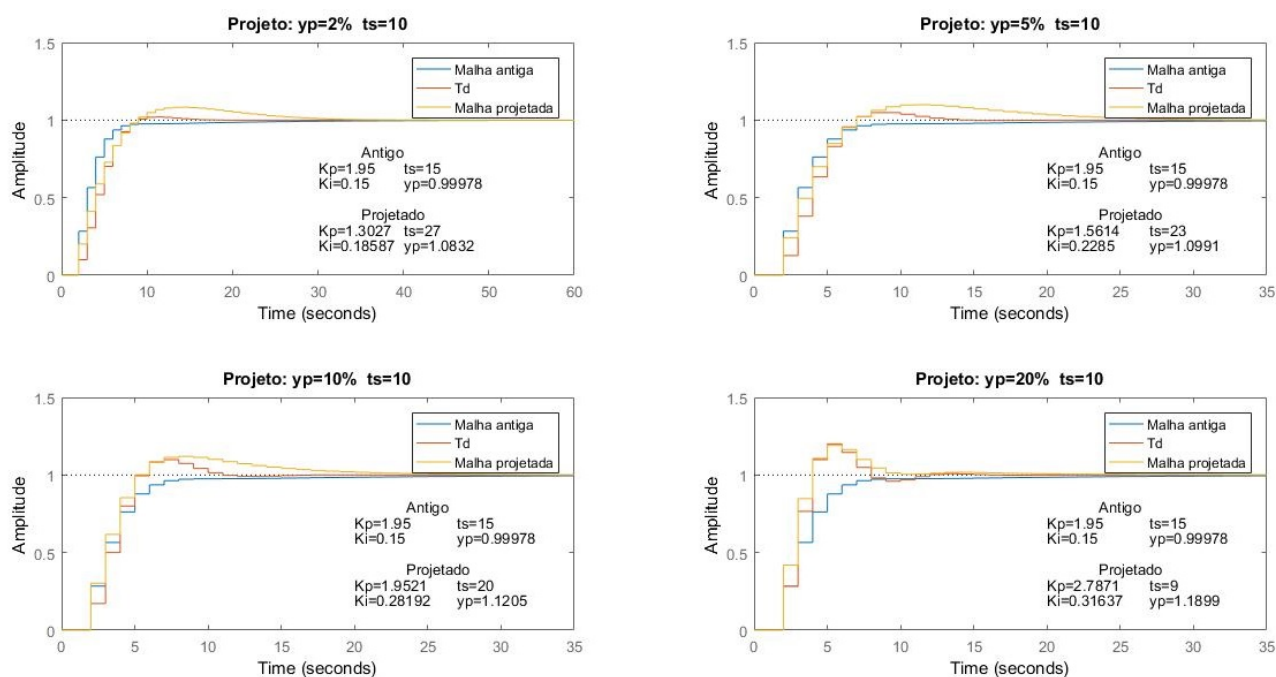 Projeto: yp=2%  ts=10
1.5
1
0.5
0
Amplitude
Malha antiga
Td
Malha projetada
Antigo
Kp=1.95 ts=15
Ki=0.15 yp=0.99978
Projetado
Kp=1.3027 ts=27
Ki=0.18587 yp=1.0832
0 10 20 30 40 50 60
Time (seconds)
Projeto: yp=5%  ts=10
1.5
1
0.5
0
Amplitude
Malha antiga
Td
Malha projetada
Antigo
Kp=1.95 ts=15
Ki=0.15 yp=0.99978
Projetado
Kp=1.5614 ts=23
Ki=0.2285 yp=1.0991
0 5 10 15 20 25 30 35
Time (seconds)
Projeto: yp=10%  ts=10
1.5
1
0.5
0
Amplitude
Malha antiga
Td
Malha projetada
Antigo
Kp=1.95 ts=15
Ki=0.15 yp=0.99978
Projetado
Kp=1.9521 ts=20
Ki=0.28192 yp=1.1205
0 5 10 15 20 25 30 35
Time (seconds)
Projeto: yp=20%  ts=10
1.5
1
0.5
0
Amplitude
Malha antiga
Td
Malha projetada
Antigo
Kp=1.95 ts=15
Ki=0.15 yp=0.99978
Projetado
Kp=2.7871 ts=9
Ki=0.31637 yp=1.1899
0 5 10 15 20 25 30 35
Time (seconds)